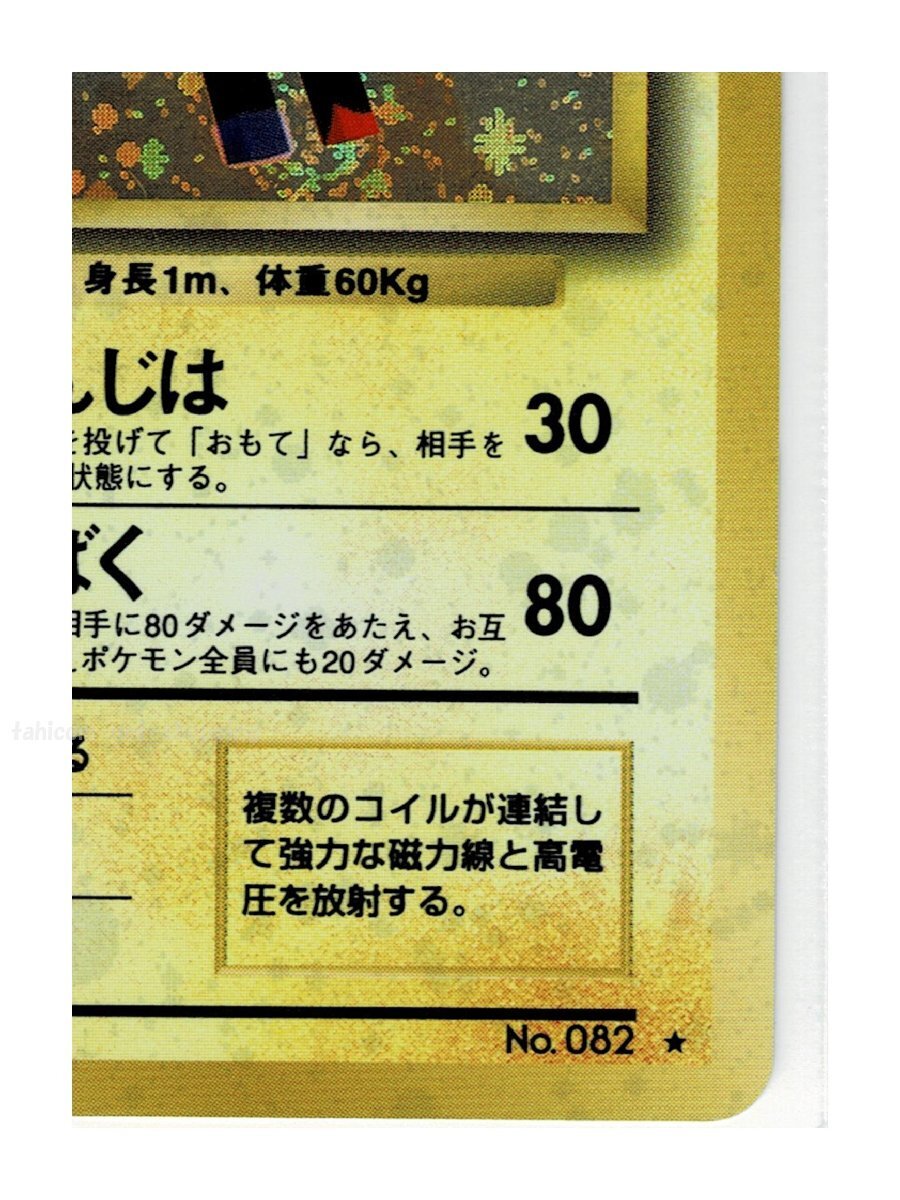 身長1m、体重60Kg
んじは 30
を投げて「おもて」なら、相手を
状態にする。
ばく 80
相手に80ダメージをあたえ、お互
ポケモン全員にも20ダメージ。
る
複数のコイルが連結し
て強力な磁力線と高電
圧を放射する。
No. 082 ★